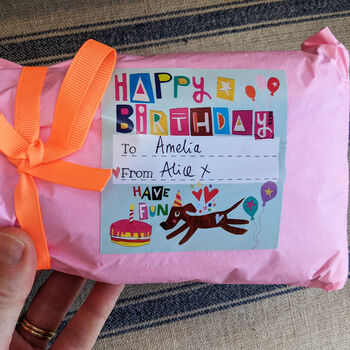 HAPPY
BIRTHDAY
To Amelia
From Alice x
HAVE
FUN